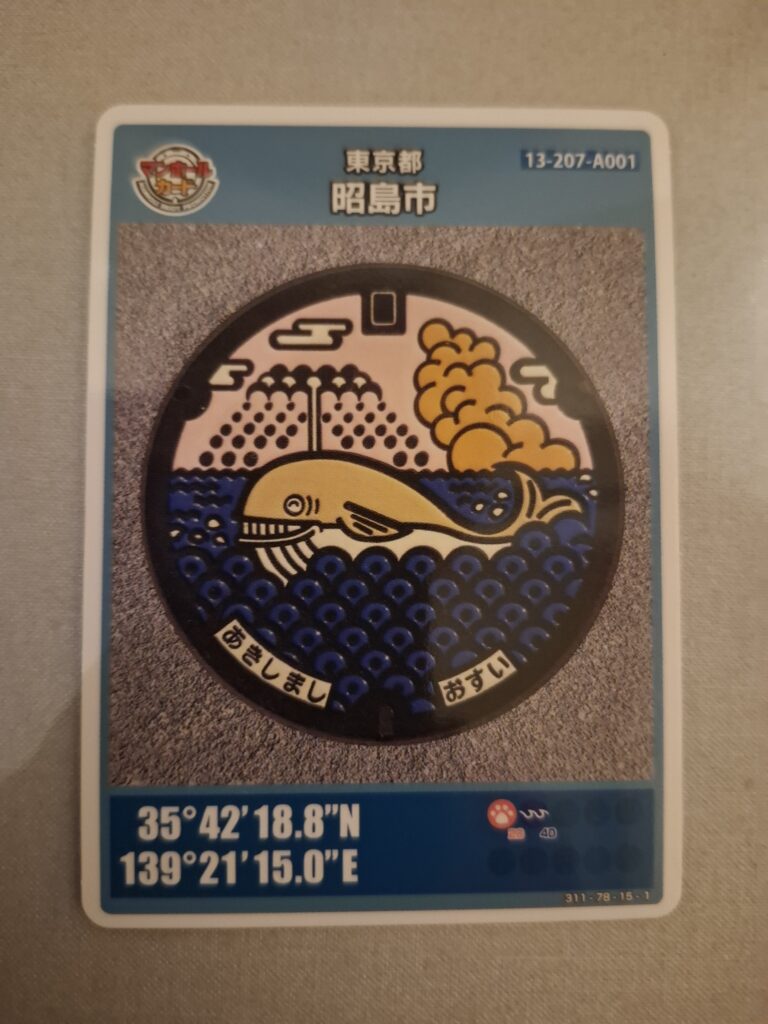 マンホール
カード
東京都
昭島市
13-207-A001
あきしまし
おすい
35°42'18.8"N
139°21'15.0"E
40
311-78-15-1